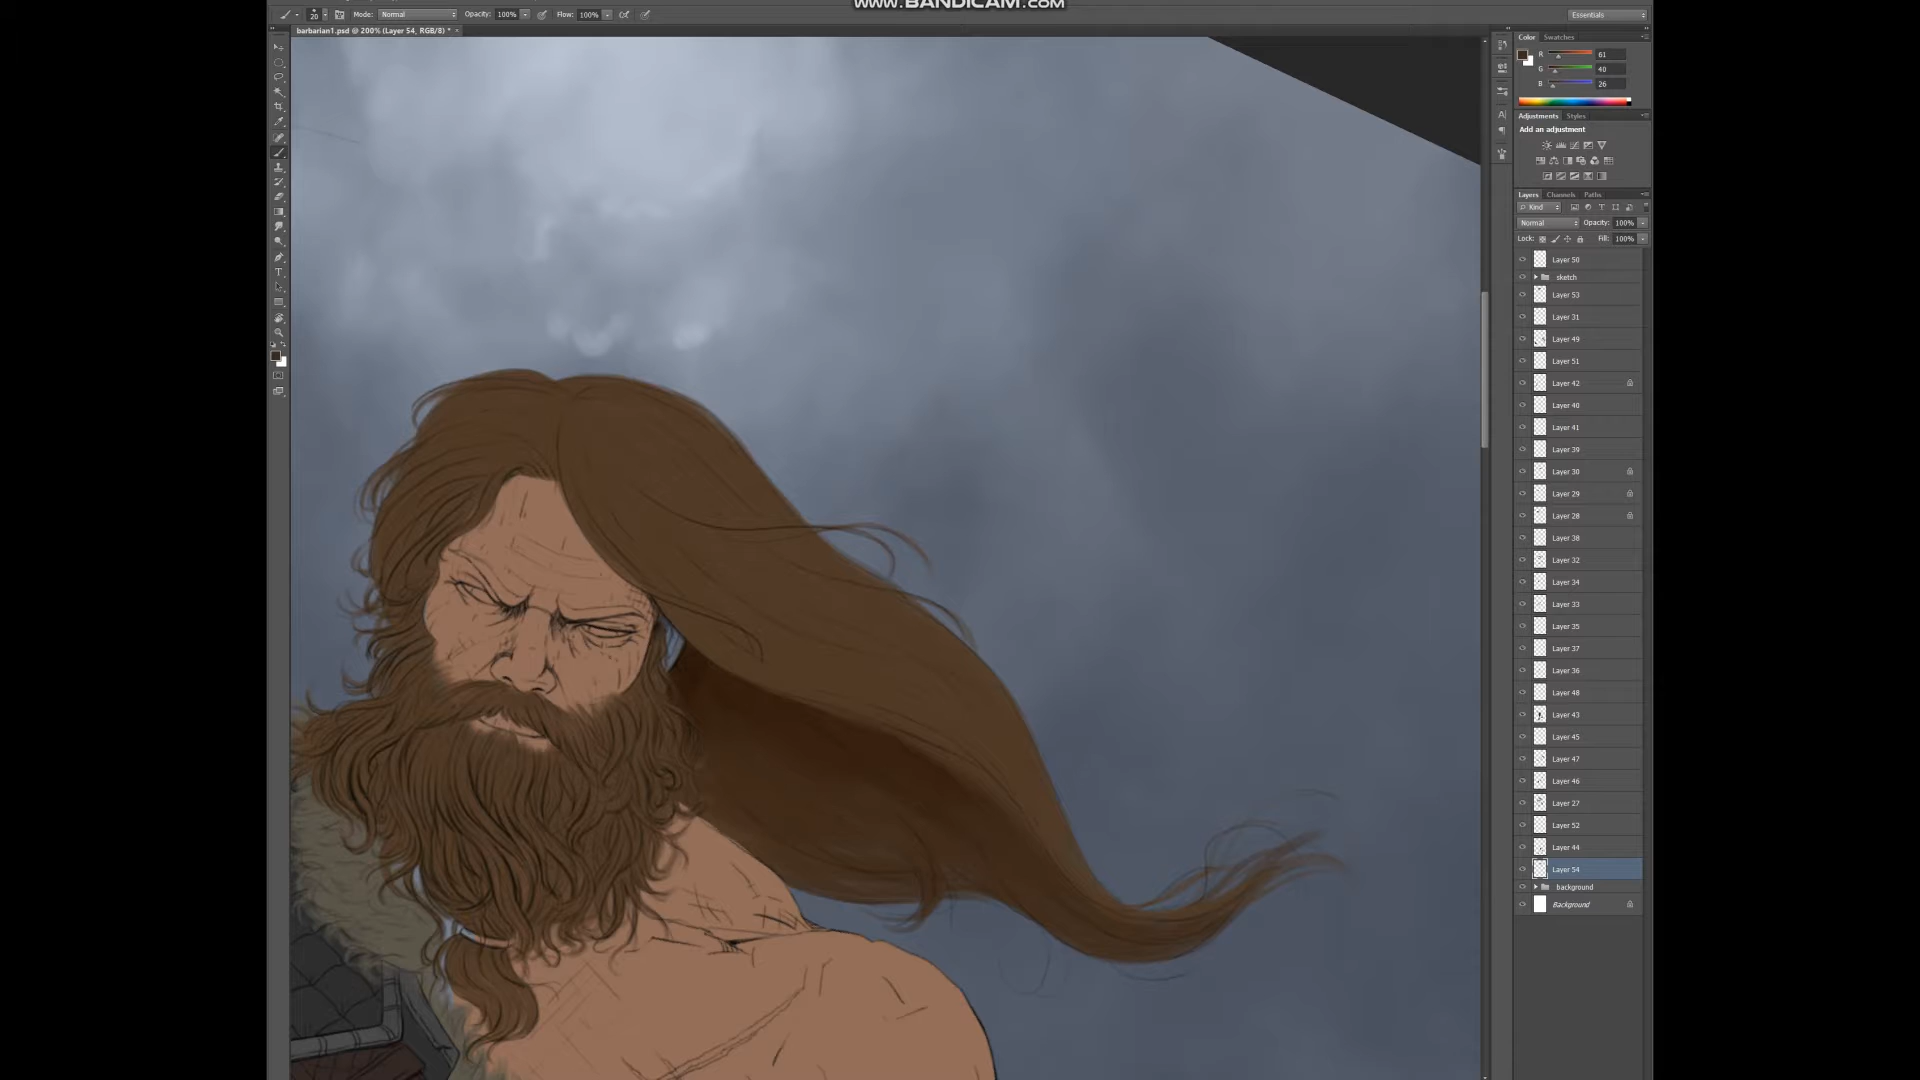 WWW.BANDICAM.COM
20
Mode:
Normal
Opacity:
100%
Flow:
100%
Essentials
barbarian1.psd @ 200% (Layer 54, RGB/8) *
Color
Swatches
R
61
G
40
B
26
Adjustments
Styles
Add an adjustment
Layers
Channels
Paths
Kind
Normal
Opacity:
100%
Lock:
Fill:
100%
Layer 50
sketch
Layer 53
Layer 31
Layer 49
Layer 51
Layer 42
Layer 40
Layer 41
Layer 39
Layer 30
Layer 29
Layer 28
Layer 38
Layer 32
Layer 34
Layer 33
Layer 35
Layer 37
Layer 36
Layer 48
Layer 43
Layer 45
Layer 47
Layer 46
Layer 27
Layer 52
Layer 44
Layer 54
background
Background